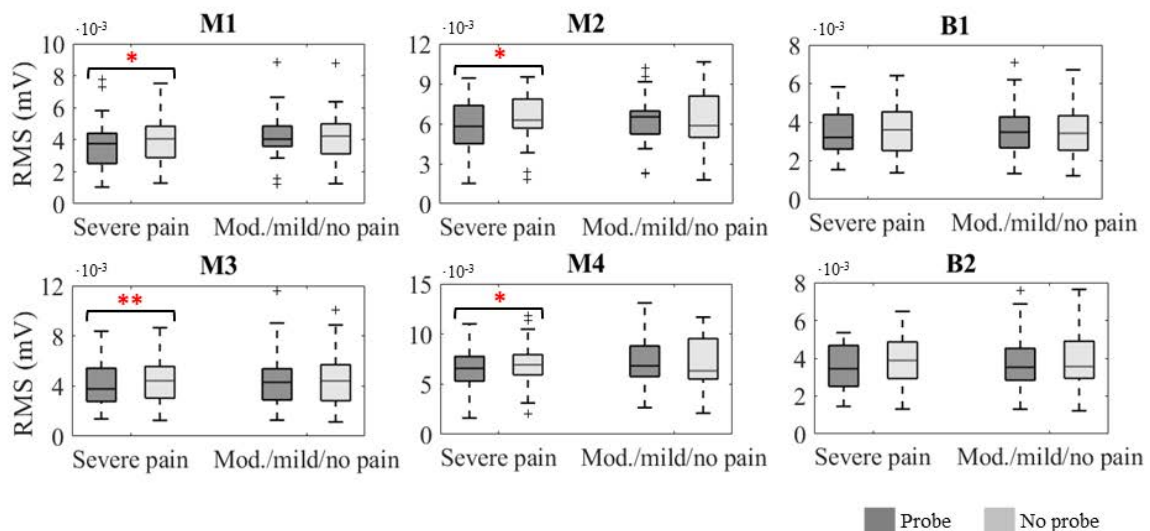 M1 M2 B1
·10-3 ·10-3 ·10-3
RMS (mV)
10
8
6
4
2
0
*
Severe pain Mod./mild/no pain
12
9
6
3
0
*
Severe pain Mod./mild/no pain
8
6
4
2
0
Severe pain Mod./mild/no pain
M3 M4 B2
·10-3 ·10-3 ·10-3
RMS (mV)
12
8
4
0
**
Severe pain Mod./mild/no pain
15
10
5
0
*
Severe pain Mod./mild/no pain
8
6
4
2
0
Severe pain Mod./mild/no pain
Probe No probe